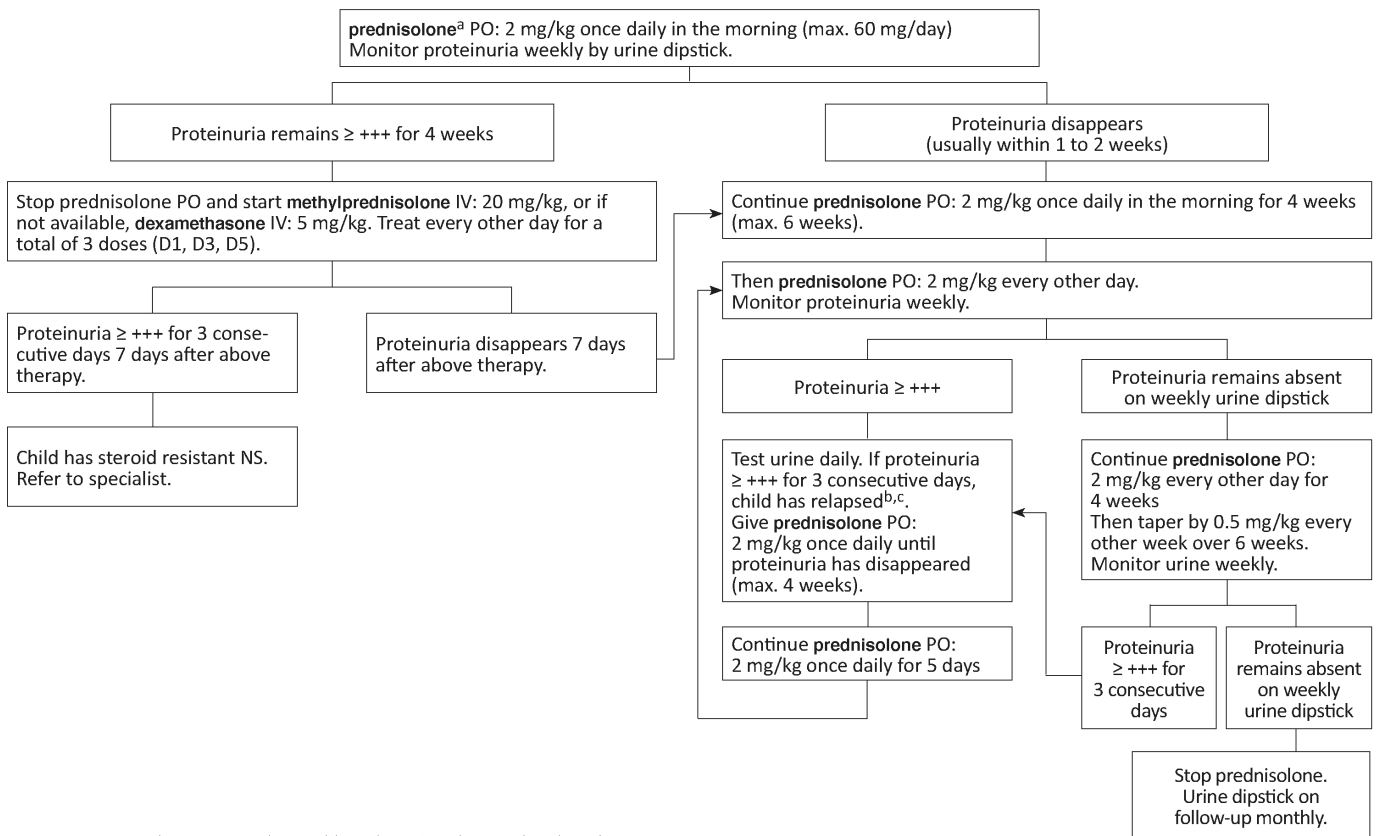 prednisoloneᵃ PO: 2 mg/kg once daily in the morning (max. 60 mg/day)
Monitor proteinuria weekly by urine dipstick.
Proteinuria remains ≥ +++ for 4 weeks
Proteinuria disappears
(usually within 1 to 2 weeks)
Stop prednisolone PO and start methylprednisolone IV: 20 mg/kg, or if
not available, dexamethasone IV: 5 mg/kg. Treat every other day for a
total of 3 doses (D1, D3, D5).
Continue prednisolone PO: 2 mg/kg once daily in the morning for 4 weeks
(max. 6 weeks).
Then prednisolone PO: 2 mg/kg every other day.
Monitor proteinuria weekly.
Proteinuria ≥ +++ for 3 conse-
cutive days 7 days after above
therapy.
Proteinuria disappears 7 days
after above therapy.
Proteinuria ≥ +++
Proteinuria remains absent
on weekly urine dipstick
Child has steroid resistant NS.
Refer to specialist.
Test urine daily. If proteinuria
≥ +++ for 3 consecutive days,
child has relapsedᵇ,ᶜ.
Give prednisolone PO:
2 mg/kg once daily until
proteinuria has disappeared
(max. 4 weeks).
Continue prednisolone PO:
2 mg/kg every other day for
4 weeks
Then taper by 0.5 mg/kg every
other week over 6 weeks.
Monitor urine weekly.
Continue prednisolone PO:
2 mg/kg once daily for 5 days
Proteinuria
≥ +++ for
3 consecutive
days
Proteinuria
remains absent
on weekly
urine dipstick
Stop prednisolone.
Urine dipstick on
follow-up monthly.